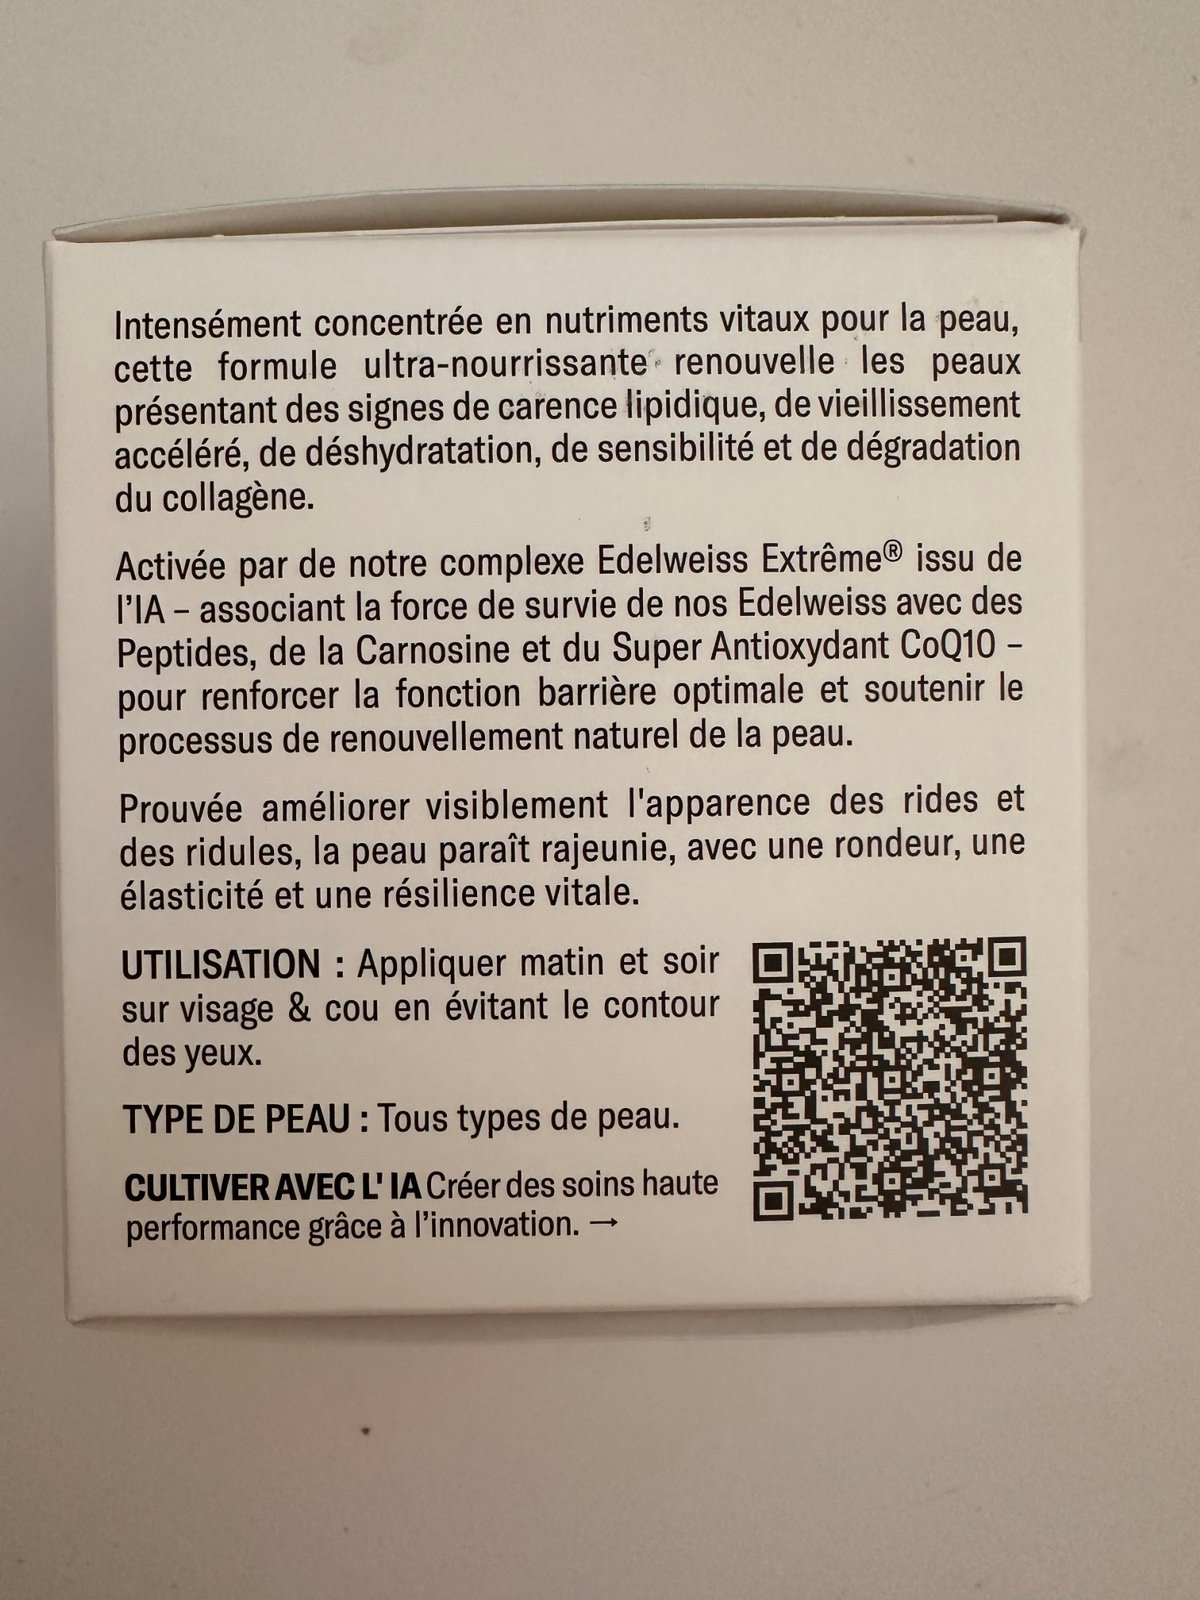 Intensément concentrée en nutriments vitaux pour la peau,
cette formule ultra-nourrissante renouvelle les peaux
présentant des signes de carence lipidique, de vieillissement
accéléré, de déshydratation, de sensibilité et de dégradation
du collagène.
Activée par de notre complexe Edelweiss Extrême® issu de
l'IA – associant la force de survie de nos Edelweiss avec des
Peptides, de la Carnosine et du Super Antioxydant CoQ10 –
pour renforcer la fonction barrière optimale et soutenir le
processus de renouvellement naturel de la peau.
Prouvée améliorer visiblement l'apparence des rides et
des ridules, la peau paraît rajeunie, avec une rondeur, une
élasticité et une résilience vitale.
UTILISATION : Appliquer matin et soir
sur visage & cou en évitant le contour
des yeux.
TYPE DE PEAU : Tous types de peau.
CULTIVER AVEC L' IA Créer des soins haute
performance grâce à l'innovation. →